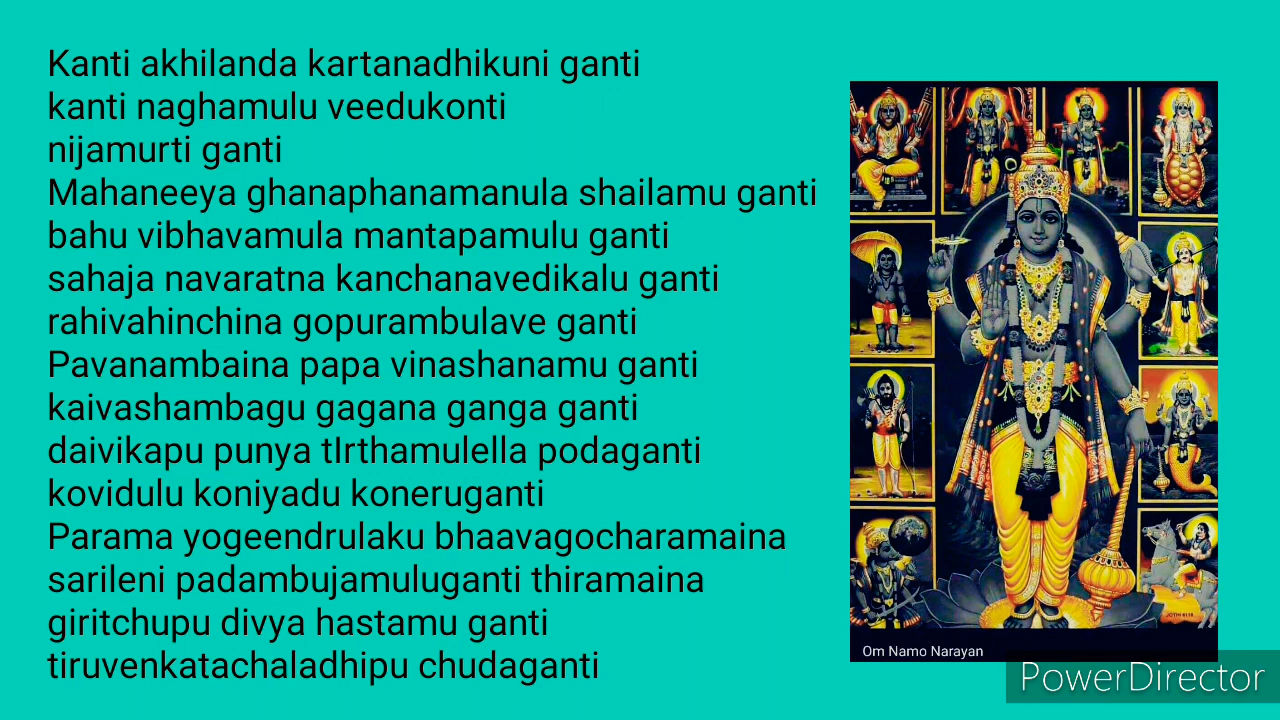 Kanti akhilanda kartanadhikuni ganti
kanti naghamulu veedukonti
nijamurti ganti
Mahaneeya ghanaphanamanula shailamu ganti
bahu vibhavamula mantapamulu ganti
sahaja navaratna kanchanavedikalu ganti
rahivahinchina gopurambulave ganti
Pavanambaina papa vinashanamu ganti
kaivashambagu gagana ganga ganti
daivikapu punya tIrthamulella podaganti
kovidulu koniyadu koneruganti
Parama yogeendrulaku bhaavagocharamaina
sarileni padambujamuluganti thiramaina
giritchupu divya hastamu ganti
tiruvenkatachaladhipu chudaganti
Om Namo Narayan
PowerDirector